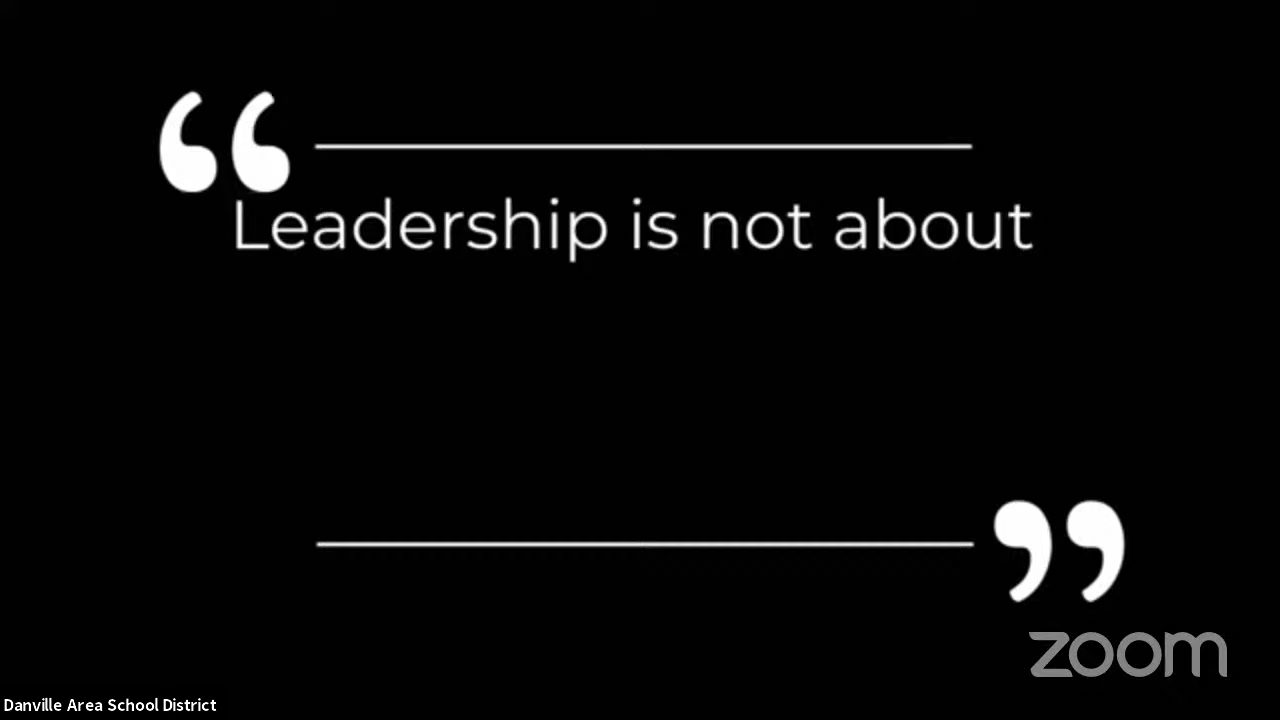 “
Leadership is not about
”
zoom
Danville Area School District